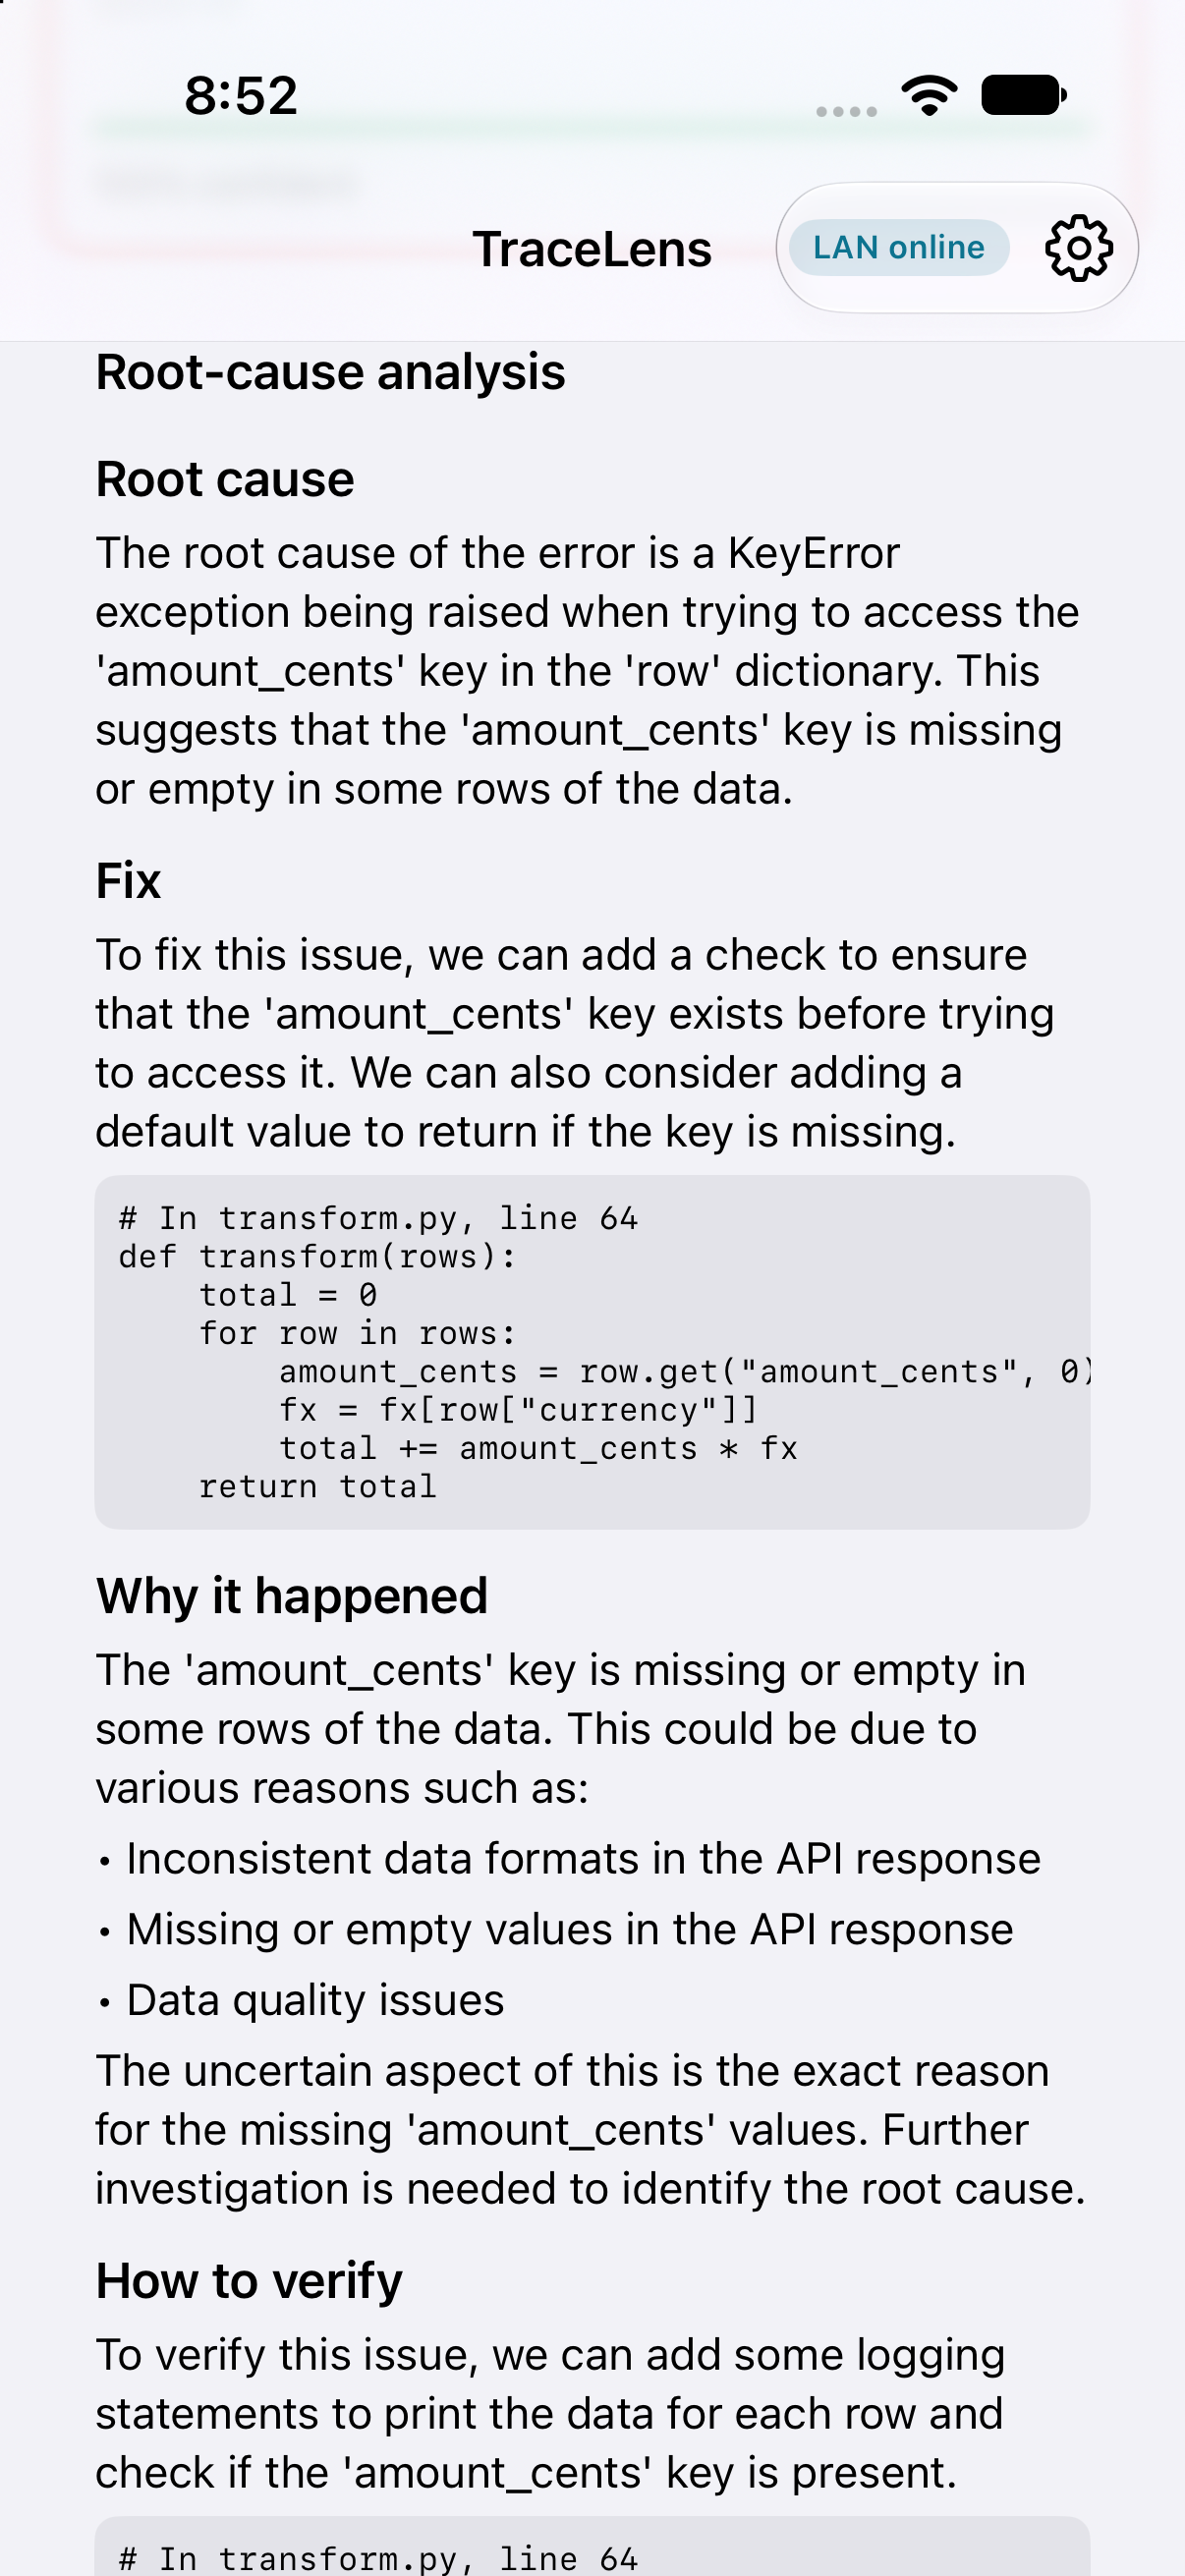 8:52
TraceLens
LAN online
Root-cause analysis
Root cause
The root cause of the error is a KeyError
exception being raised when trying to access the
'amount_cents' key in the 'row' dictionary. This
suggests that the 'amount_cents' key is missing
or empty in some rows of the data.
Fix
To fix this issue, we can add a check to ensure
that the 'amount_cents' key exists before trying
to access it. We can also consider adding a
default value to return if the key is missing.
# In transform.py, line 64
def transform(rows):
    total = 0
    for row in rows:
        amount_cents = row.get("amount_cents", 0)
        fx = fx[row["currency"]]
        total += amount_cents * fx
    return total
Why it happened
The 'amount_cents' key is missing or empty in
some rows of the data. This could be due to
various reasons such as:
• Inconsistent data formats in the API response
• Missing or empty values in the API response
• Data quality issues
The uncertain aspect of this is the exact reason
for the missing 'amount_cents' values. Further
investigation is needed to identify the root cause.
How to verify
To verify this issue, we can add some logging
statements to print the data for each row and
check if the 'amount_cents' key is present.
# In transform.py, line 64